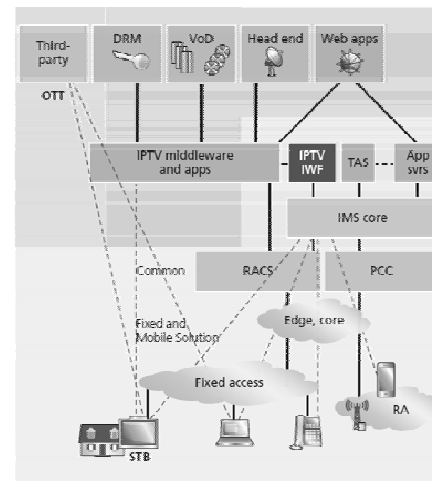 Third-
party
DRM
VoD
Head end
Web apps
OTT
IPTV middleware
and apps
IPTV
IWF
TAS
App
svrs
IMS core
Common
RACS
PCC
Fixed and
Mobile Solution
Edge, core
Fixed access
RA
STB